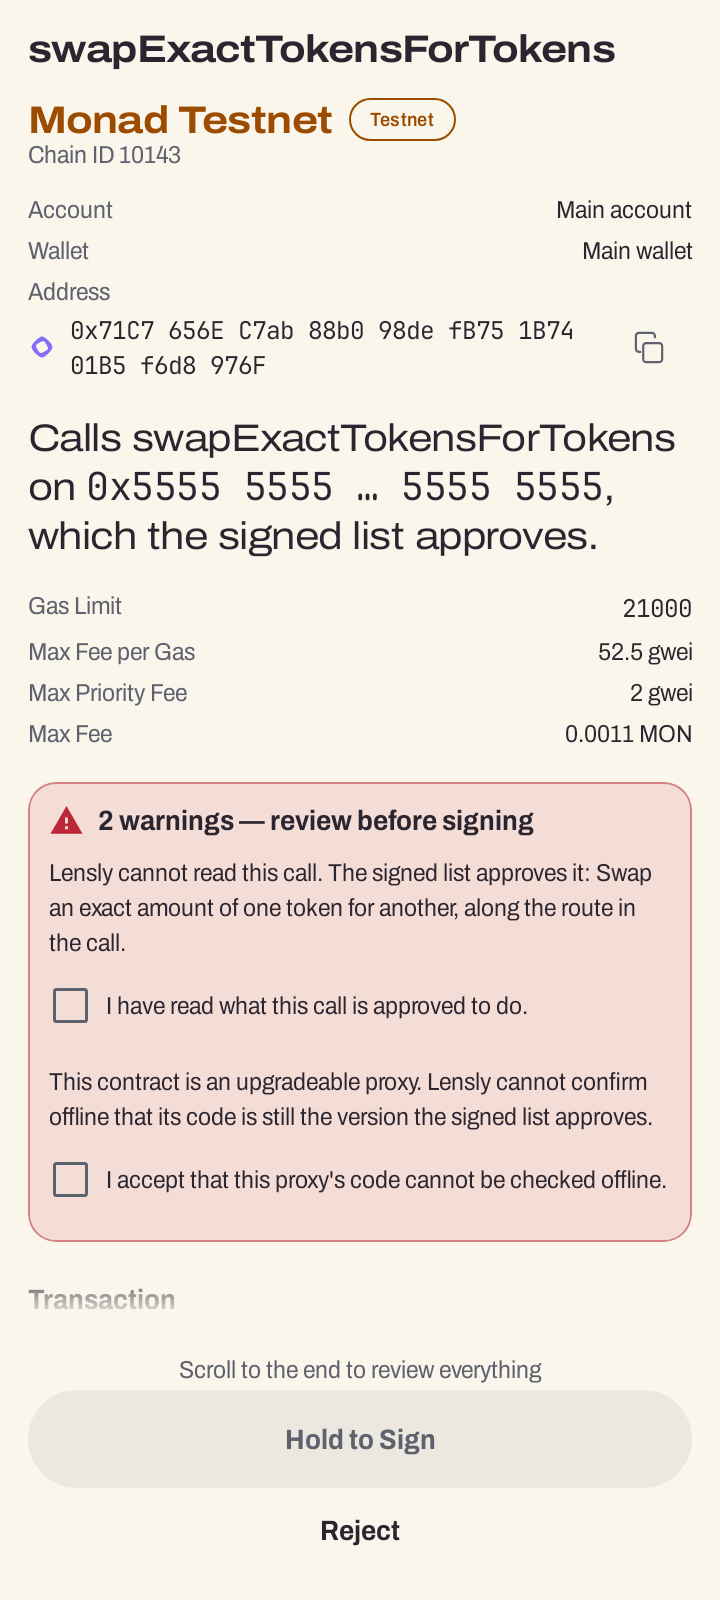 swapExactTokensForTokens
Monad Testnet
Testnet
Chain ID 10143
Account
Main account
Wallet
Main wallet
Address
0x71C7 656E C7ab 88b0 98de fB75 1B74
01B5 f6d8 976F
Calls swapExactTokensForTokens
on 0x5555 5555 … 5555 5555,
which the signed list approves.
Gas Limit
21000
Max Fee per Gas
52.5 gwei
Max Priority Fee
2 gwei
Max Fee
0.0011 MON
2 warnings — review before signing
Lensly cannot read this call. The signed list approves it: Swap
an exact amount of one token for another, along the route in
the call.
I have read what this call is approved to do.
This contract is an upgradeable proxy. Lensly cannot confirm
offline that its code is still the version the signed list approves.
I accept that this proxy's code cannot be checked offline.
Transaction
Scroll to the end to review everything
Hold to Sign
Reject